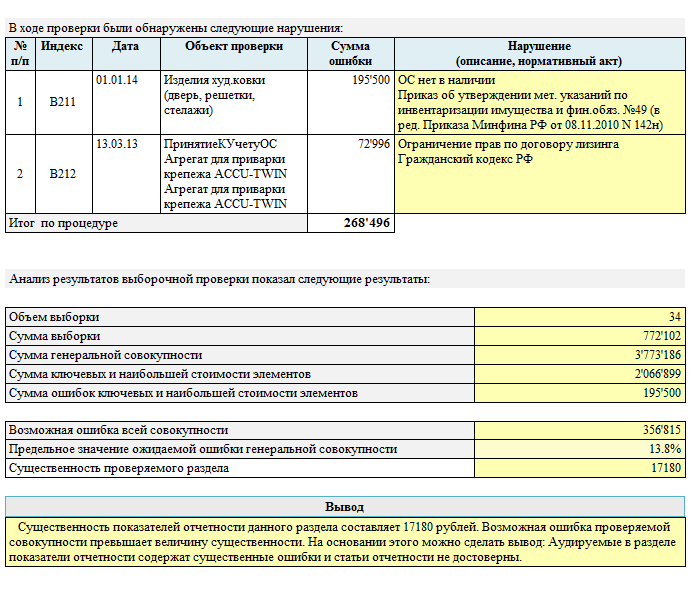 В ходе проверки были обнаружены следующие нарушения:
№ п/п Индекс Дата Объект проверки Сумма ошибки Нарушение (описание, нормативный акт)
1 B211 01.01.14 Изделия худ.ковки 195'500 ОС нет в наличии
(дверь, решетки, Приказ об утверждении мет. указаний по
стелажи) инвентаризации имущества и фин.обяз. №49 (в
ред. Приказа Минфина РФ от 08.11.2010 N 142н)
2 B212 13.03.13 ПринятиеКУчетуОС 72'996 Ограничение прав по договору лизинга
Агрегат для приварки Гражданский кодекс РФ
крепежа ACCU-TWIN
Агрегат для приварки
крепежа ACCU-TWIN
Итог по процедуре 268'496
Анализ результатов выборочной проверки показал следующие результаты:
Объем выборки 34
Сумма выборки 772'102
Сумма генеральной совокупности 3'773'186
Сумма ключевых и наибольшей стоимости элементов 2'066'899
Сумма ошибок ключевых и наибольшей стоимости элементов 195'500
Возможная ошибка всей совокупности 356'815
Предельное значение ожидаемой ошибки генеральной совокупности 13.8%
Существенность проверяемого раздела 17180
Вывод
Существенность показателей отчетности данного раздела составляет 17180 рублей. Возможная ошибка проверяемой
совокупности превышает величину существенности. На основании этого можно сделать вывод: Аудируемые в разделе
показатели отчетности содержат существенные ошибки и статьи отчетности не достоверны.